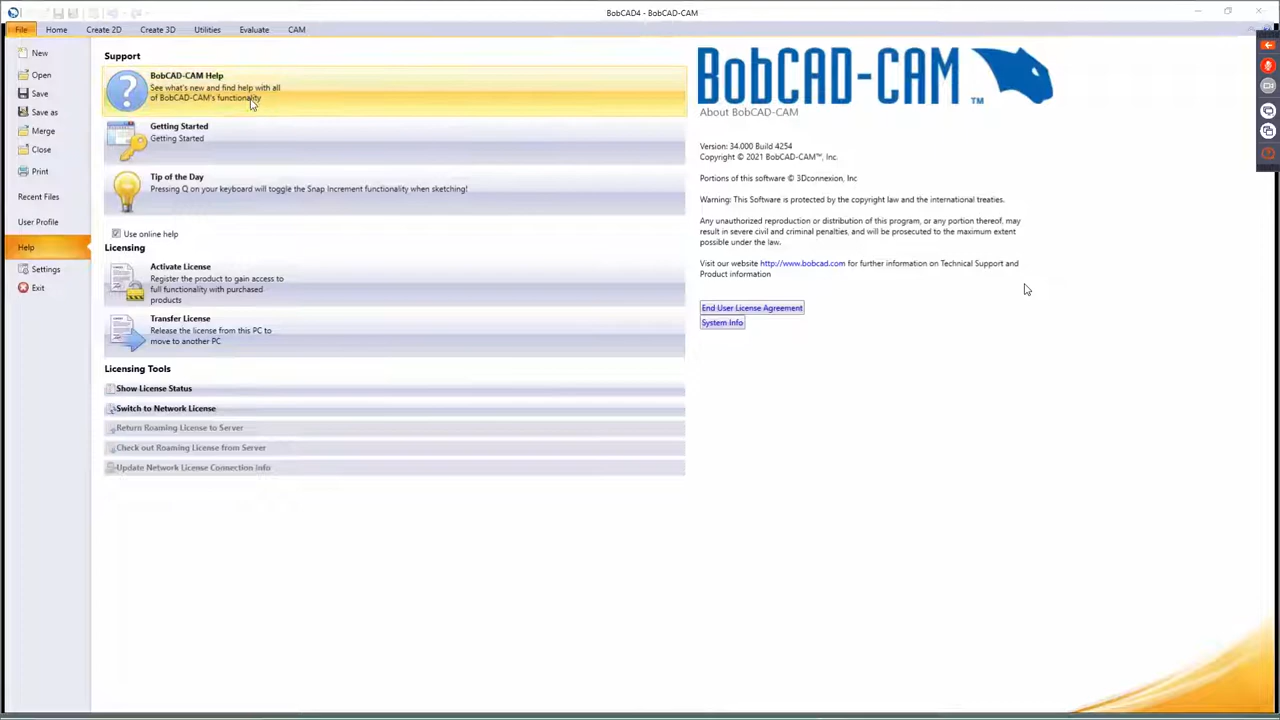 BobCAD4 - BobCAD-CAM
File Home Create 2D Create 3D Utilities Evaluate CAM
New
Open
Save
Save as
Merge
Close
Print
Recent Files
User Profile
Help
Settings
Exit
Support
BobCAD-CAM Help
See what's new and find help with all
of BobCAD-CAM's functionality
Getting Started
Getting Started
Tip of the Day
Pressing Q on your keyboard will toggle the Snap Increment functionality when sketching!
Use online help
Licensing
Activate License
Register the product to gain access to
full functionality with purchased
products
Transfer License
Release the license from this PC to
move to another PC
Licensing Tools
Show License Status
Switch to Network License
Return Roaming License to Server
Check out Roaming License from Server
Update Network License Connection Info
BobCAD-CAM TM
About BobCAD-CAM
Version: 34.000 Build 4254
Copyright © 2021 BobCAD-CAM™, Inc.
Portions of this software © 3Dconnexion, Inc
Warning: This Software is protected by the copyright law and the international treaties.
Any unauthorized reproduction or distribution of this program, or any portion thereof, may
result in severe civil and criminal penalties, and will be prosecuted to the maximum extent
possible under the law.
Visit our website http://www.bobcad.com for further information on Technical Support and
Product information
End User License Agreement
System Info